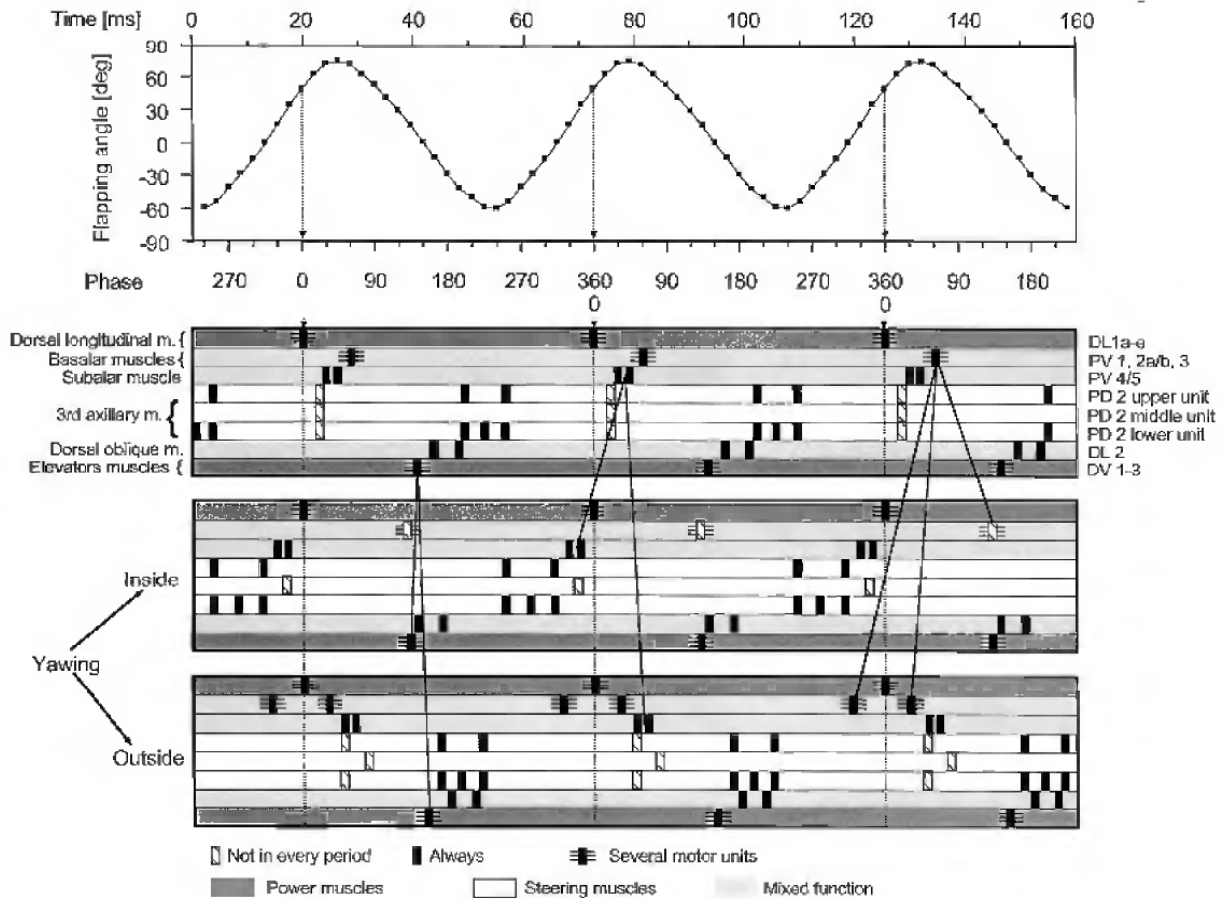 Time [ms] 0 20 40 60 80 100 120 140 160
Flapping angle [deg]
90
60
30
0
-30
-60
-90
Phase 270 0 90 180 270 360 90 180 270 360 90 180
0 0
Dorsal longitudinal m. { DL1a-e
Basalar muscles { PV 1, 2a/b, 3
Subalar muscle PV 4/5
PD 2 upper unit
3rd axillary m. { PD 2 middle unit
PD 2 lower unit
Dorsal oblique m. DL 2
Elevators muscles { DV 1-3
Inside
Yawing
Outside
Not in every period Always Several motor units
Power muscles Steering muscles Mixed function